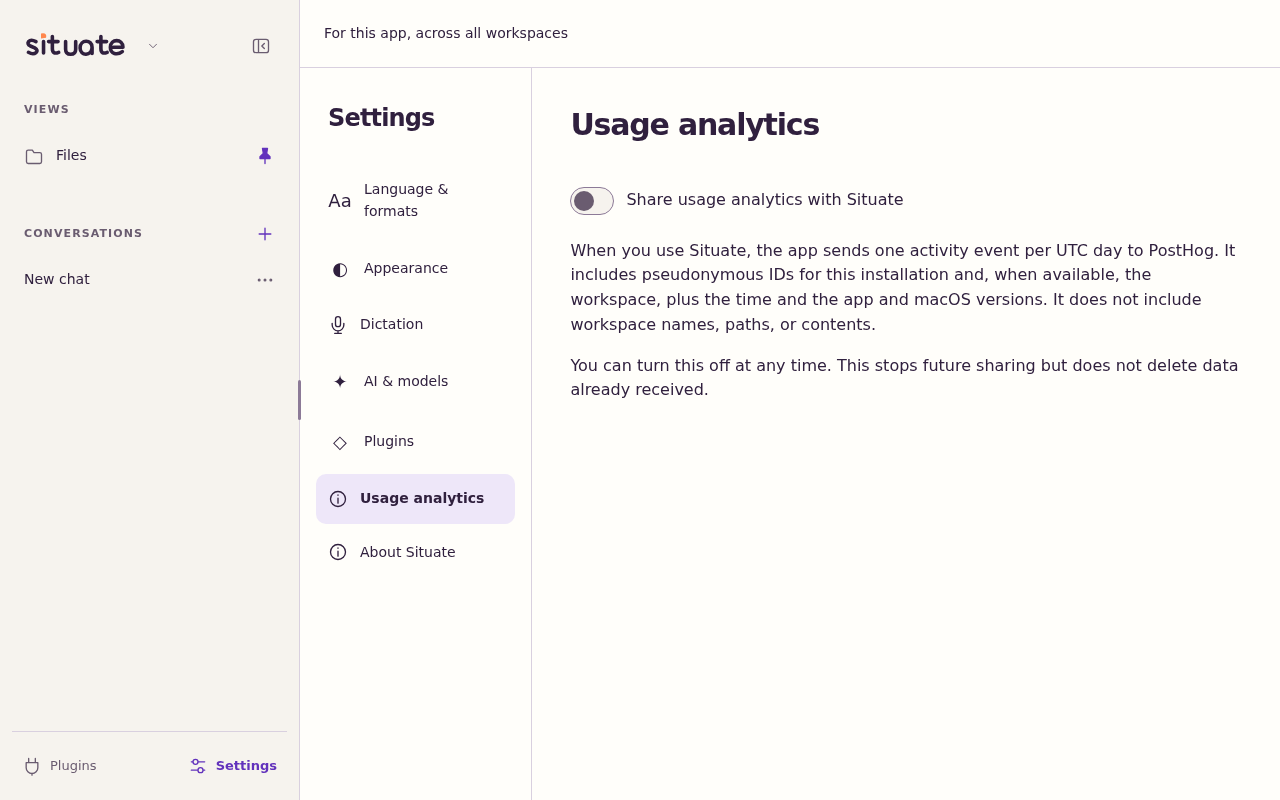 situate
For this app, across all workspaces
VIEWS
Files
CONVERSATIONS
New chat
Plugins
Settings
Settings
Aa Language &
formats
Appearance
Dictation
AI & models
Plugins
Usage analytics
About Situate
Usage analytics
Share usage analytics with Situate
When you use Situate, the app sends one activity event per UTC day to PostHog. It
includes pseudonymous IDs for this installation and, when available, the
workspace, plus the time and the app and macOS versions. It does not include
workspace names, paths, or contents.
You can turn this off at any time. This stops future sharing but does not delete data
already received.